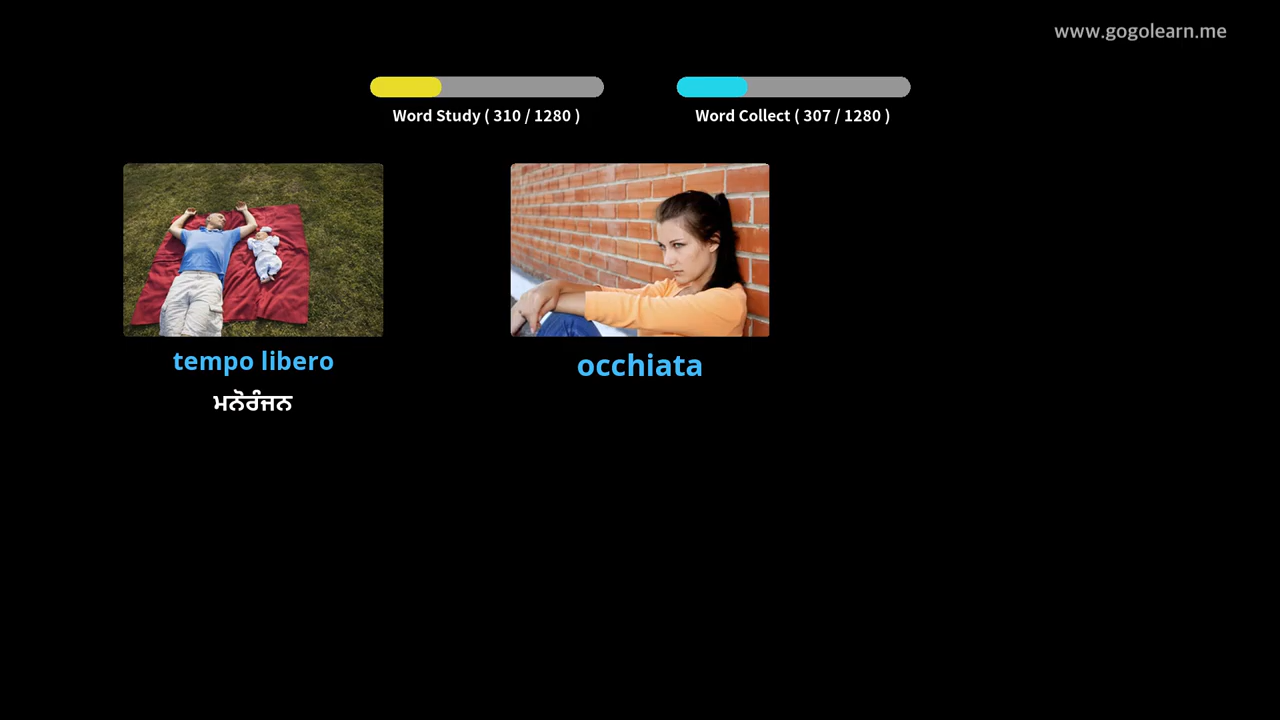 www.gogolearn.me
Word Study ( 310 / 1280 )
Word Collect ( 307 / 1280 )
tempo libero
ਮਨੋਰੰਜਨ
occhiata